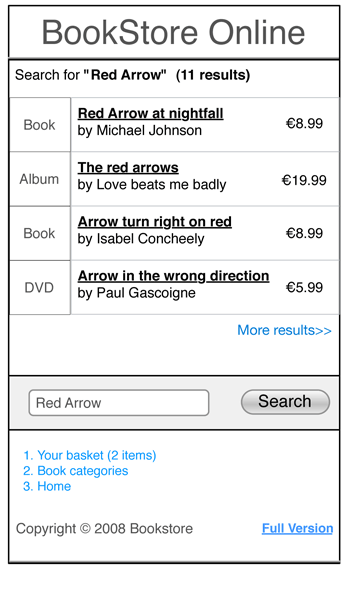 BookStore Online
Search for "Red Arrow" (11 results)
Book
Red Arrow at nightfall
by Michael Johnson
€8.99
Album
The red arrows
by Love beats me badly
€19.99
Book
Arrow turn right on red
by Isabel Concheely
€8.99
DVD
Arrow in the wrong direction
by Paul Gascoigne
€5.99
More results>>
Red Arrow
Search
1. Your basket (2 items)
2. Book categories
3. Home
Copyright © 2008 Bookstore
Full Version